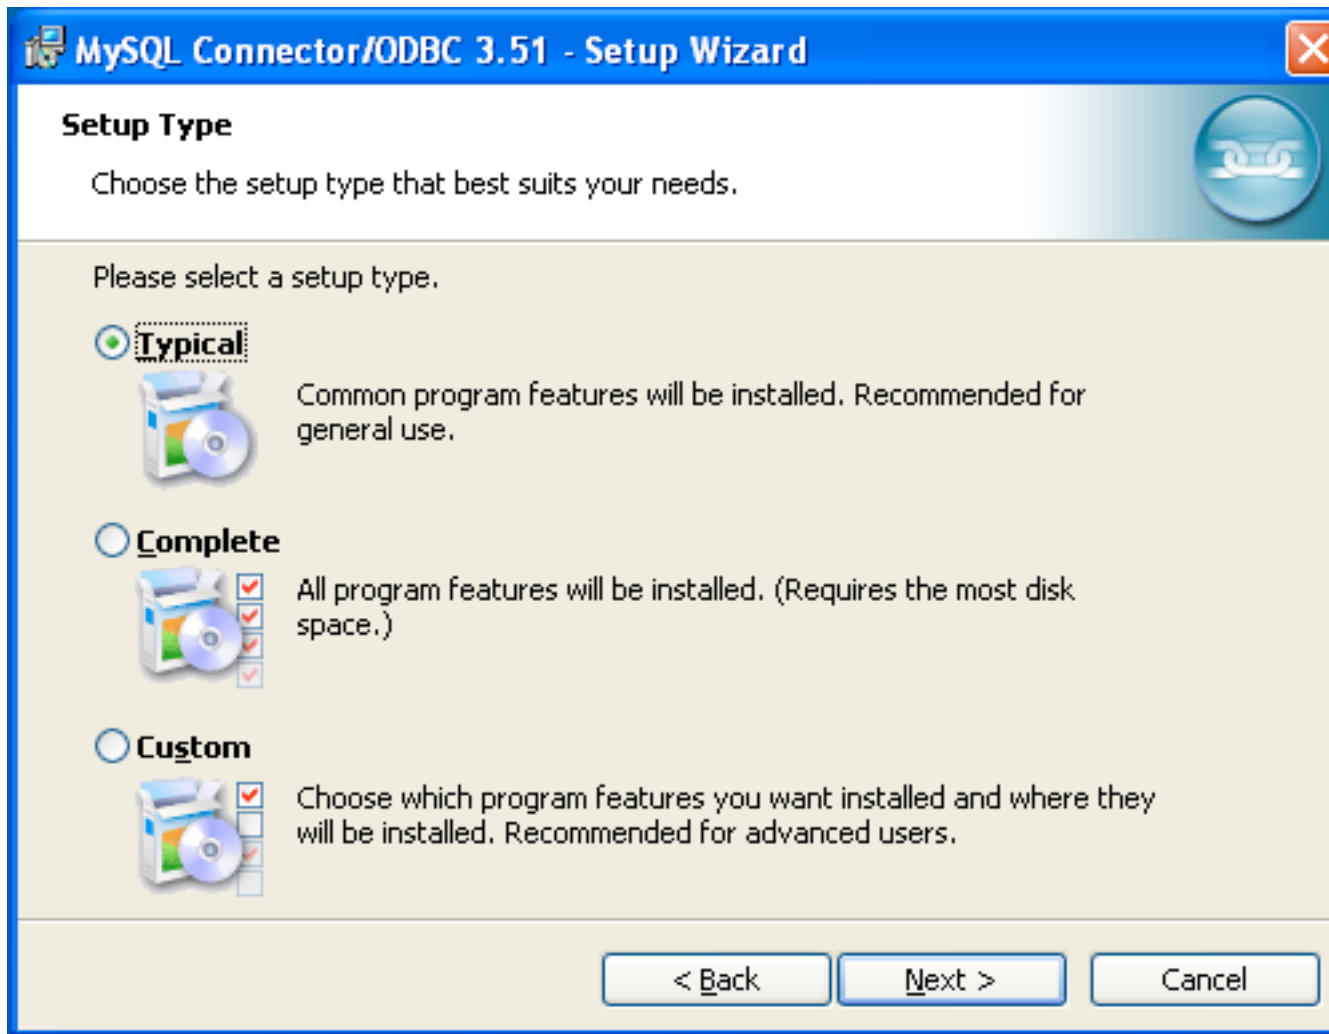 MySQL Connector/ODBC 3.51 - Setup Wizard
Setup Type
Choose the setup type that best suits your needs.
Please select a setup type.
Typical
Common program features will be installed. Recommended for
general use.
Complete
All program features will be installed. (Requires the most disk
space.)
Custom
Choose which program features you want installed and where they
will be installed. Recommended for advanced users.
< Back
Next >
Cancel